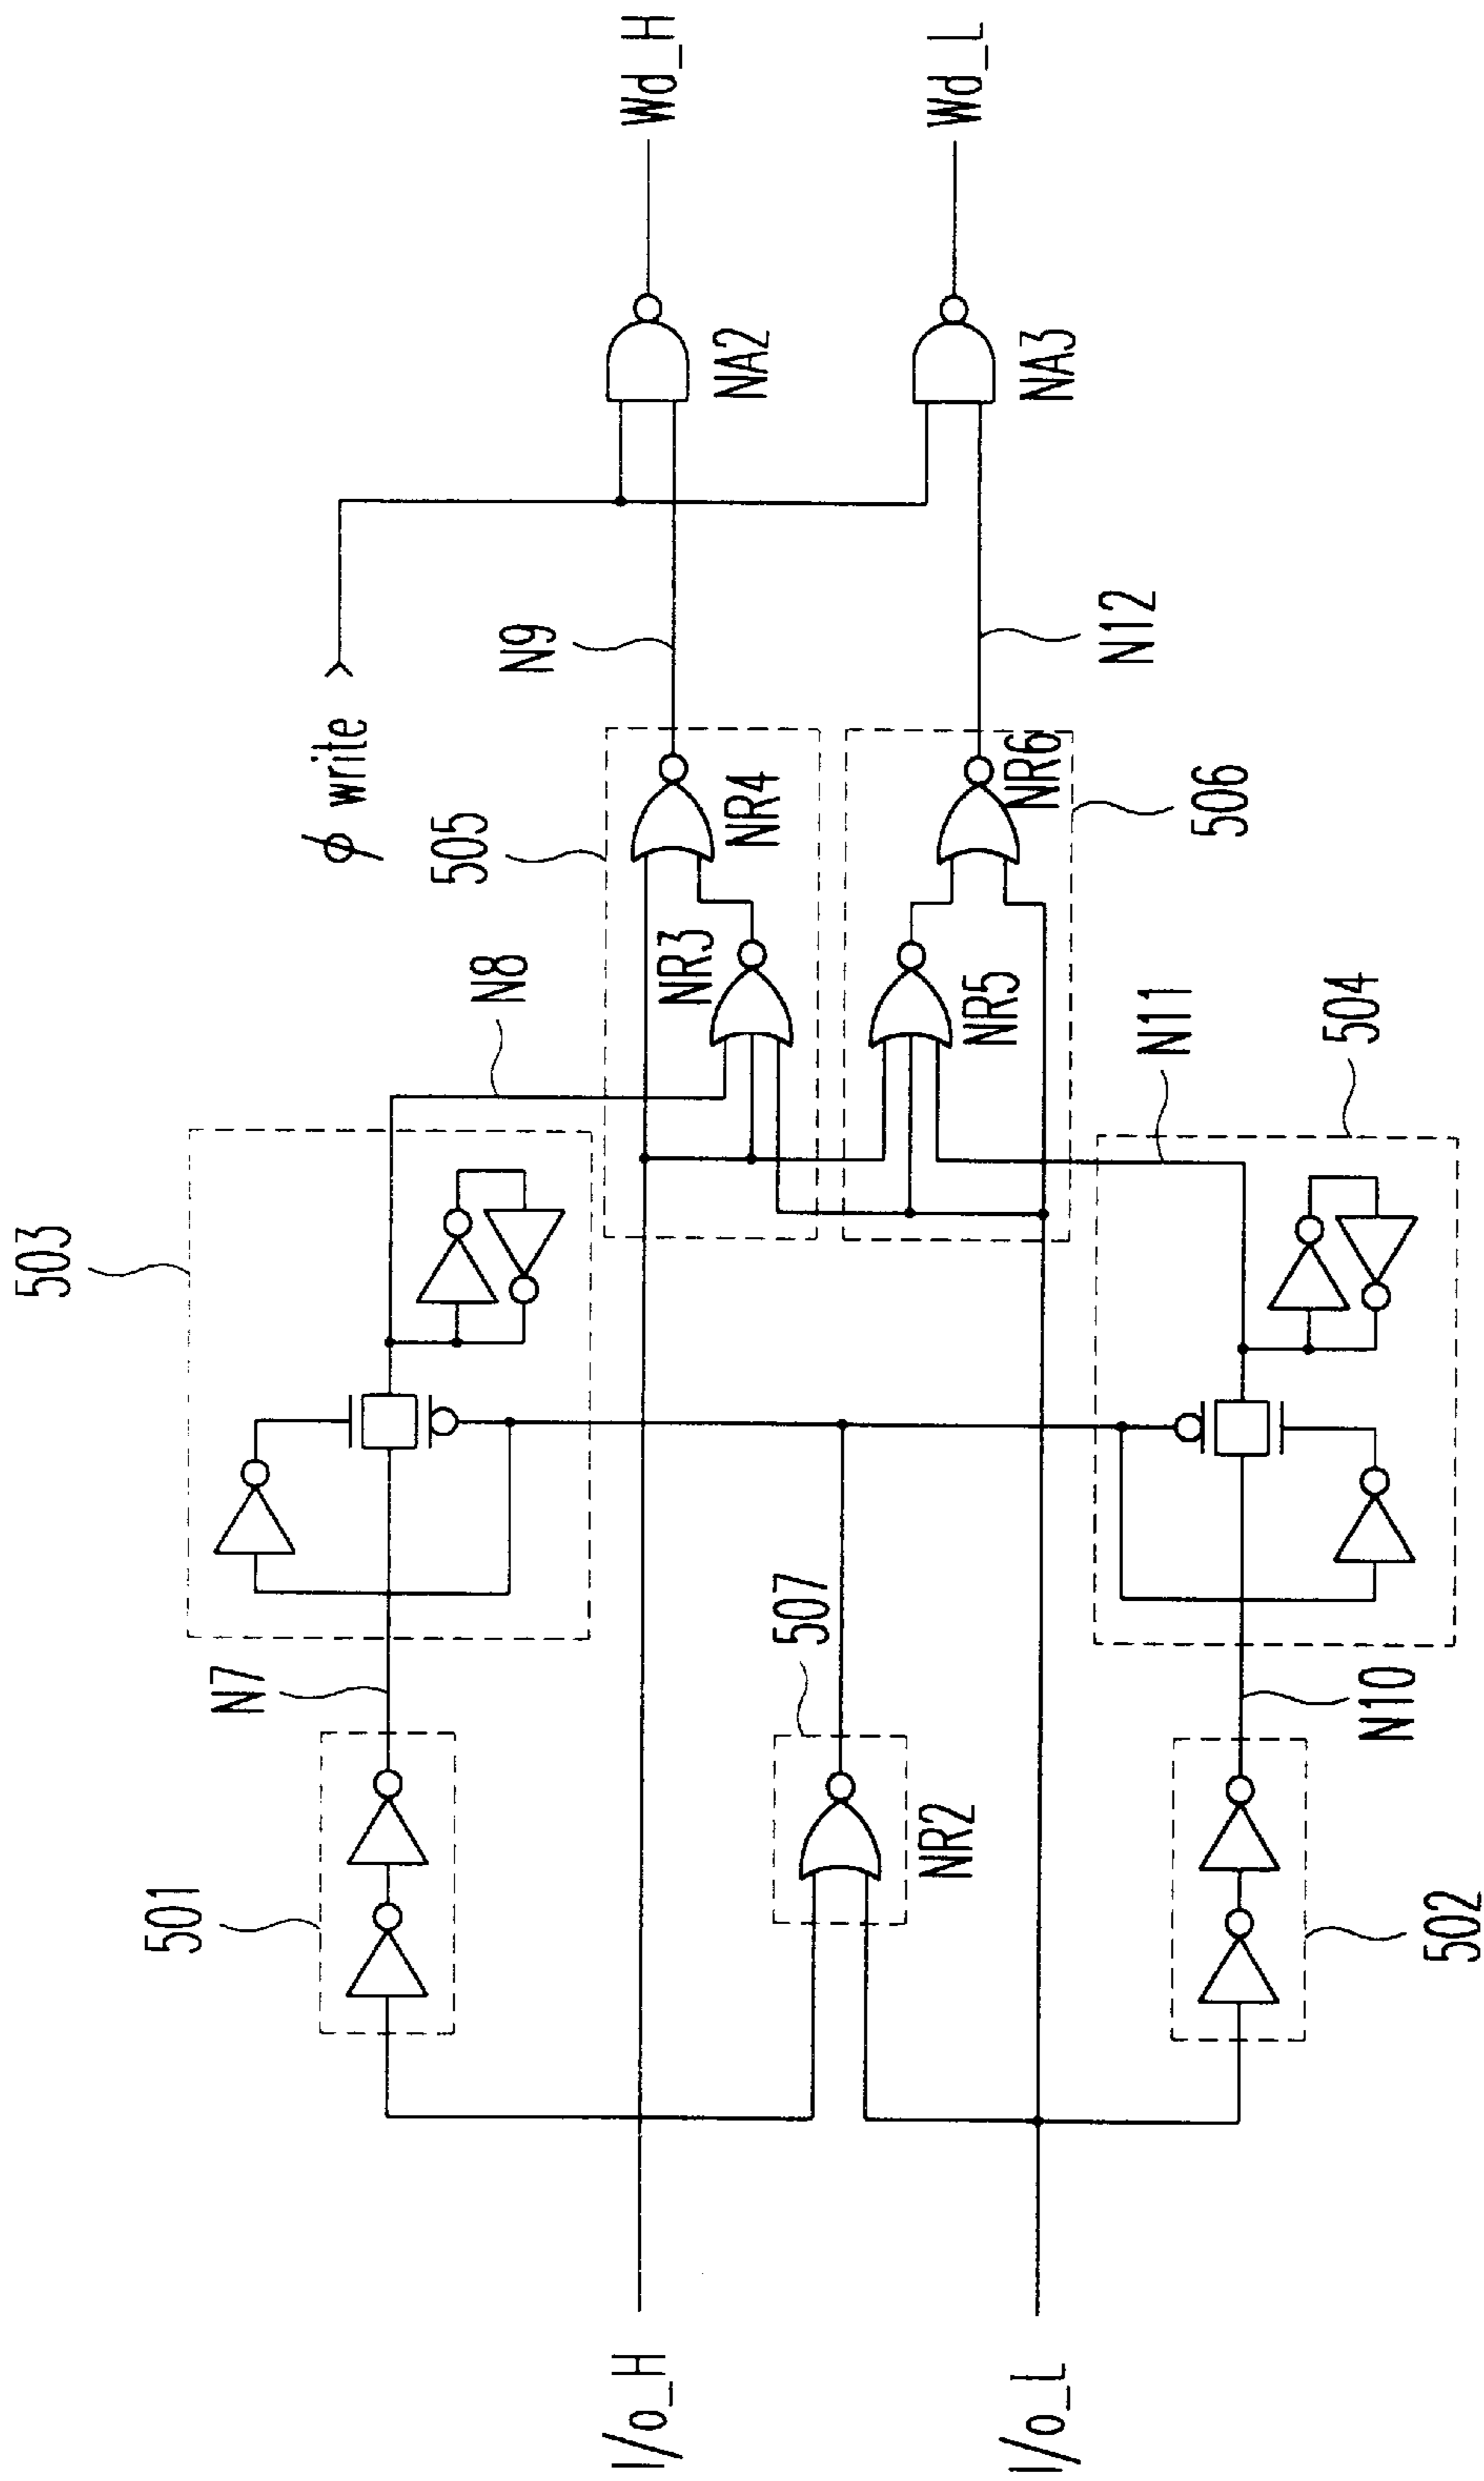 I/o_H
I/o_L
501
502
N7
N10
507
NR2
503
504
N8
N11
505
506
NR3
NR4
NR5
NR6
ϕ write
N9
N12
NA2
NA3
Wd_H
Wd_L